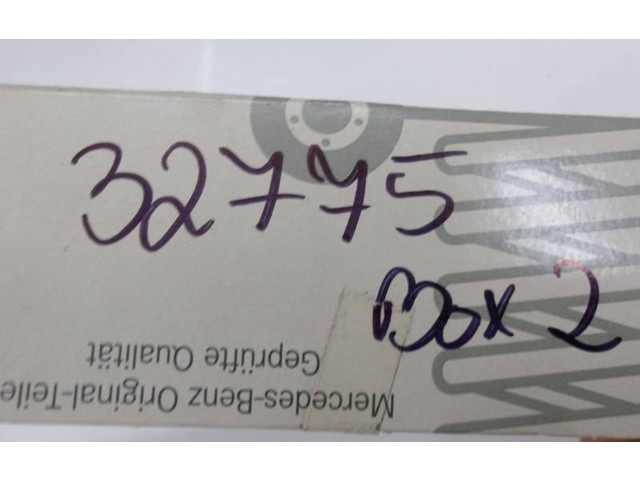 32775
Box 2
Mercedes-Benz Original-Teile
Geprüfte Qualität